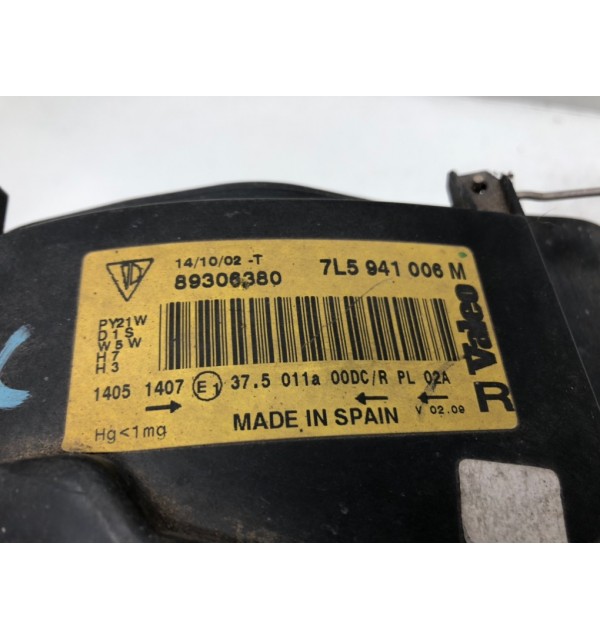 14/10/02 -T
89306380
7L5 941 006 M
PY21W
D1S
W5W
H7
H3
Valeo
R
1405 1407 E1 37.5 011a 00DC/R PL 02A
Hg<1mg
MADE IN SPAIN
V 02.09